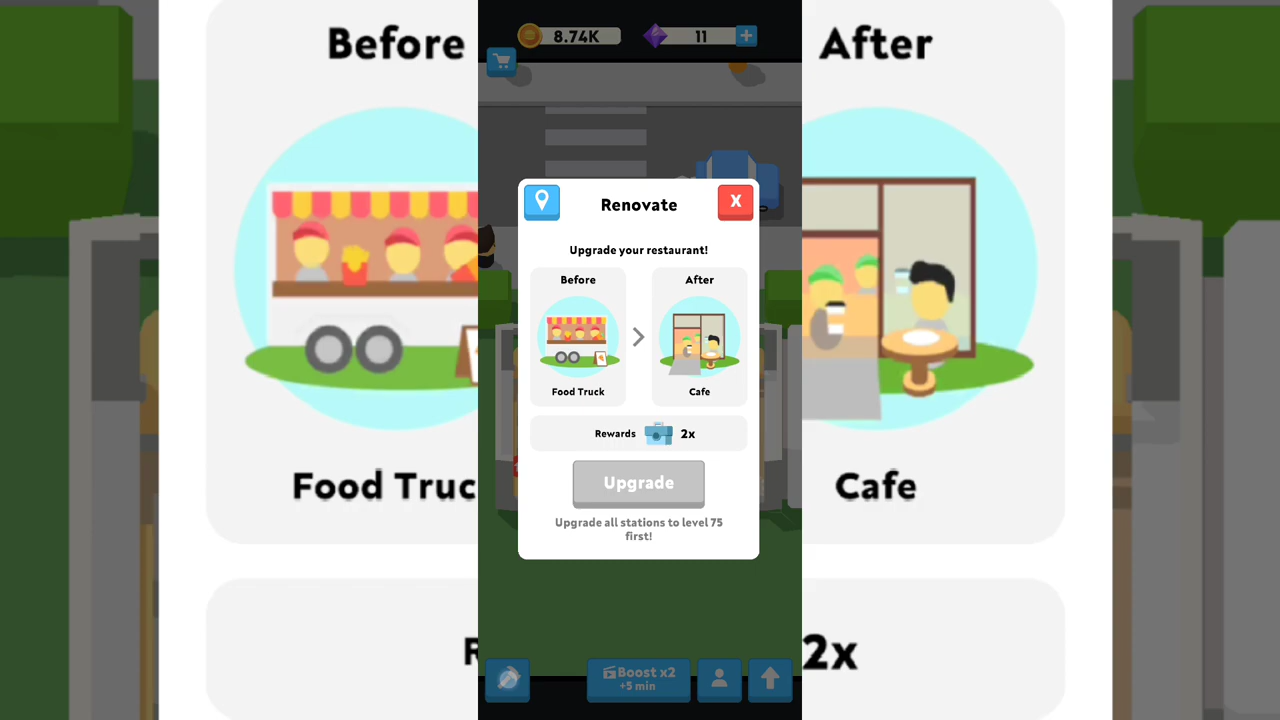 8.74K
11
+
Renovate
X
Upgrade your restaurant!
Before
After
Food Truck
Cafe
Rewards
2x
Upgrade
Upgrade all stations to level 75
first!
Boost x2
+5 min
Before
After
Food Truc
Cafe
R
2x